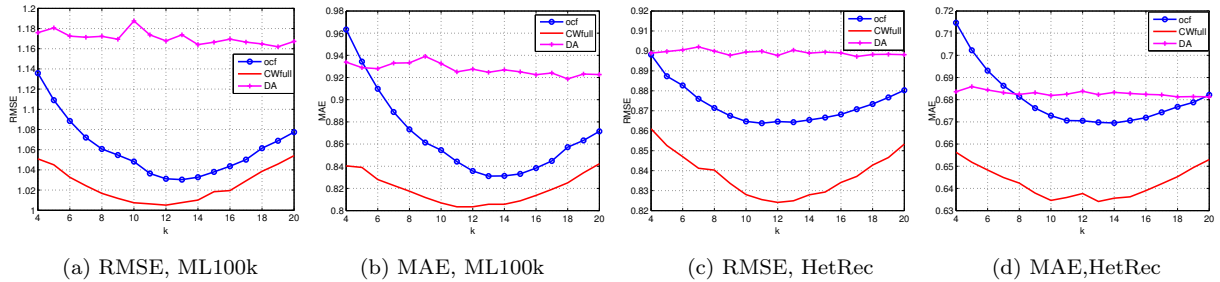 1.2
1.18
1.16
1.14
1.12
1.1
1.08
1.06
1.04
1.02
1
RMSE
4 6 8 10 12 14 16 18 20
k
ocf
CWfull
DA
(a) RMSE, ML100k
0.98
0.96
0.94
0.92
0.9
0.88
0.86
0.84
0.82
0.8
MAE
4 6 8 10 12 14 16 18 20
k
ocf
CWfull
DA
(b) MAE, ML100k
0.92
0.91
0.9
0.89
0.88
0.87
0.86
0.85
0.84
0.83
0.82
RMSE
4 6 8 10 12 14 16 18 20
k
ocf
CWfull
DA
(c) RMSE, HetRec
0.72
0.71
0.7
0.69
0.68
0.67
0.66
0.65
0.64
0.63
MAE
4 6 8 10 12 14 16 18 20
k
ocf
CWfull
DA
(d) MAE,HetRec